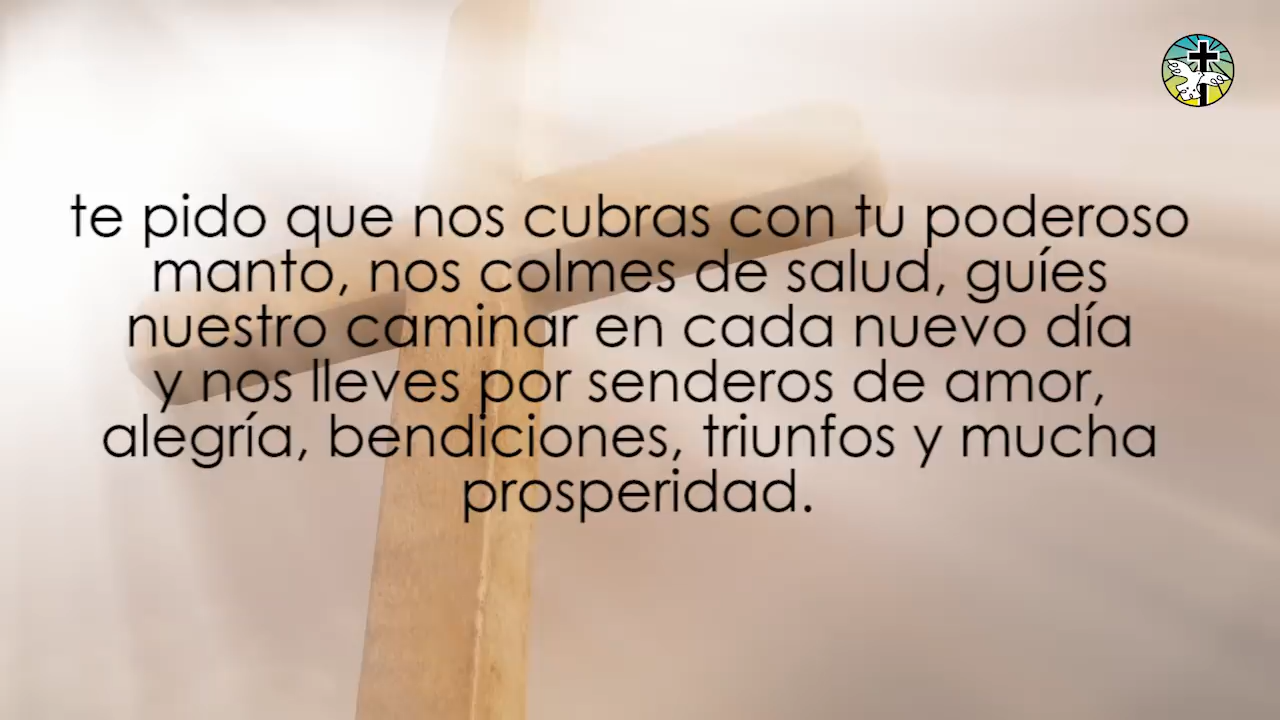 te pido que nos cubras con tu poderoso
manto, nos colmes de salud, guíes
nuestro caminar en cada nuevo día
y nos lleves por senderos de amor,
alegría, bendiciones, triunfos y mucha
prosperidad.